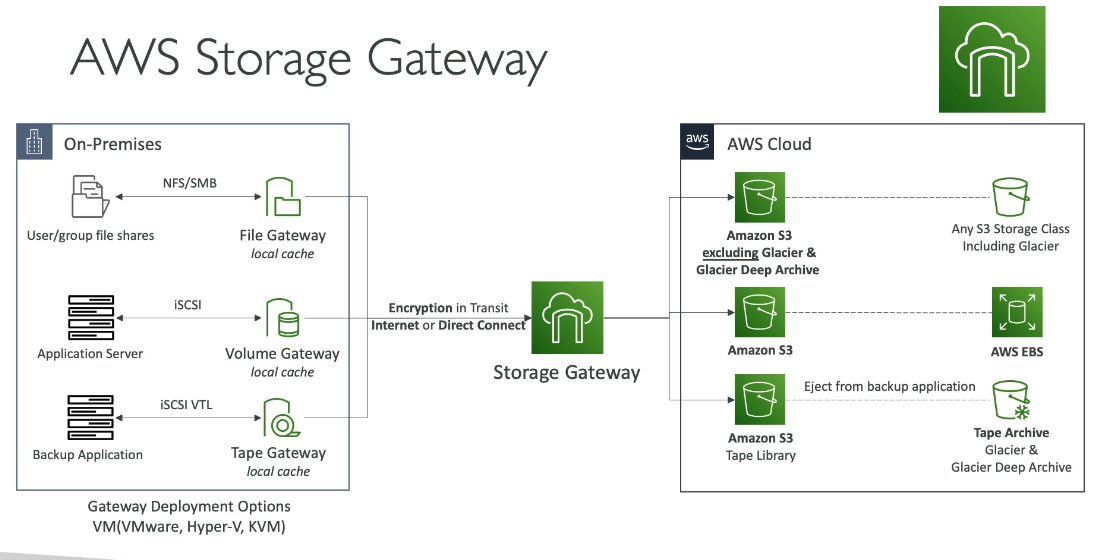 AWS Storage Gateway
On-Premises
NFS/SMB
User/group file shares
File Gateway
local cache
iSCSI
Application Server
Volume Gateway
local cache
iSCSI VTL
Backup Application
Tape Gateway
local cache
Gateway Deployment Options
VM(VMware, Hyper-V, KVM)
Encryption in Transit
Internet or Direct Connect
Storage Gateway
aws
AWS Cloud
Amazon S3
excluding Glacier &
Glacier Deep Archive
Any S3 Storage Class
Including Glacier
Amazon S3
AWS EBS
Amazon S3
Tape Library
Eject from backup application
Tape Archive
Glacier &
Glacier Deep Archive